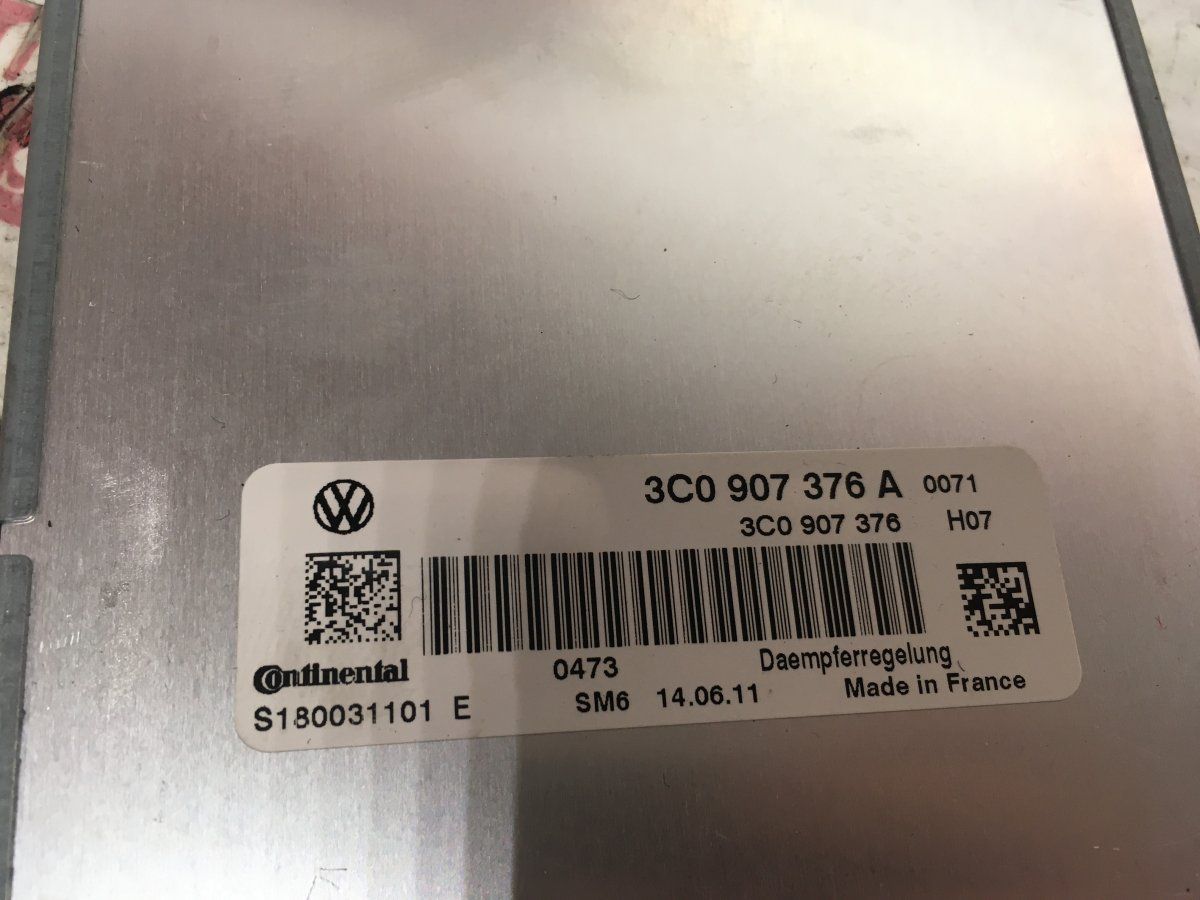 3C0 907 376 A 0071
3C0 907 376 H07
Continental
0473
Daempferregelung
S180031101 E
SM6 14.06.11
Made in France